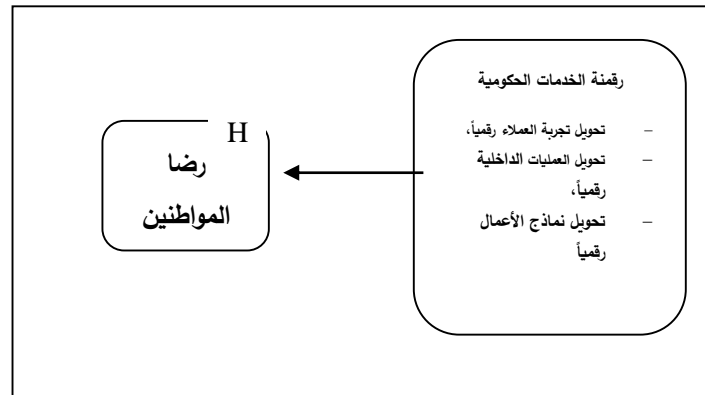 رقمنة الخدمات الحكومية
– تحويل تجربة العملاء رقمياً،
– تحويل العمليات الداخلية
رقمياً،
– تحويل نماذج الأعمال
رقمياً
H
رضا
المواطنين